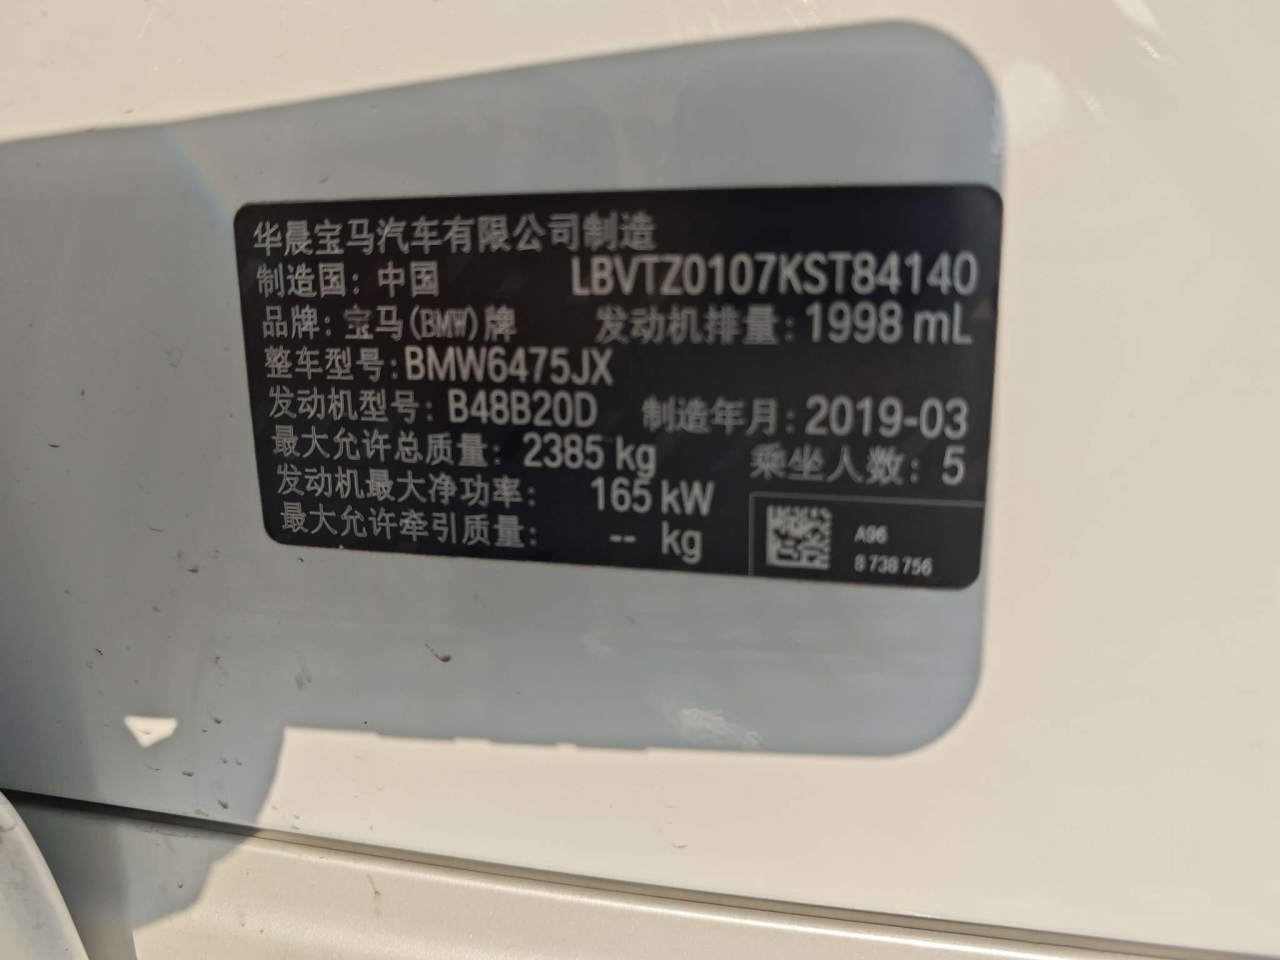 华晨宝马汽车有限公司制造
制造国: 中国 LBVTZ0107KST84140
品牌: 宝马(BMW)牌 发动机排量: 1998 mL
整车型号: BMW6475JX
发动机型号: B48B20D 制造年月: 2019-03
最大允许总质量: 2385 kg 乘坐人数: 5
发动机最大净功率: 165 kW
最大允许牵引质量: -- kg
A96
8 738 756